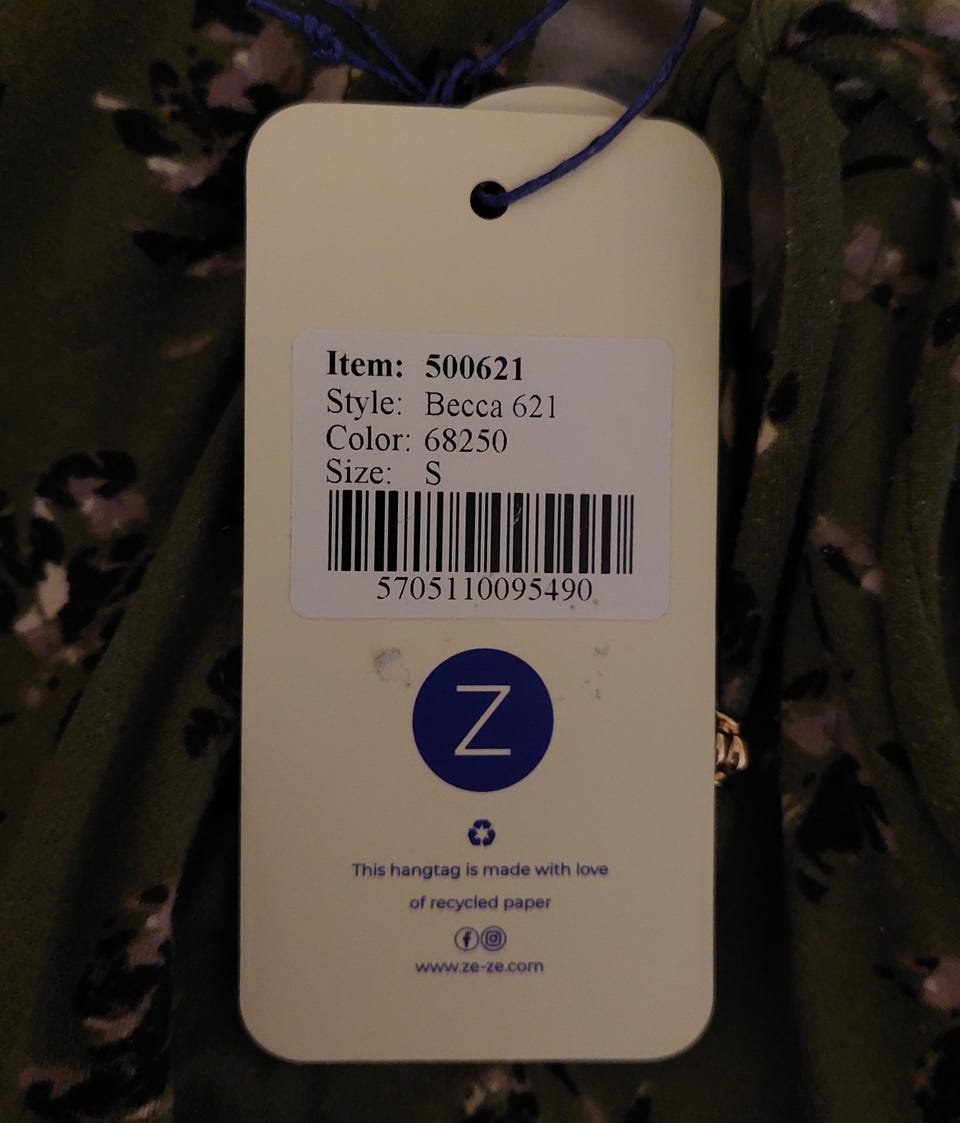 Item: 500621
Style: Becca 621
Color: 68250
Size: S
5705110095490
Z
This hangtag is made with love
of recycled paper
www.ze-ze.com